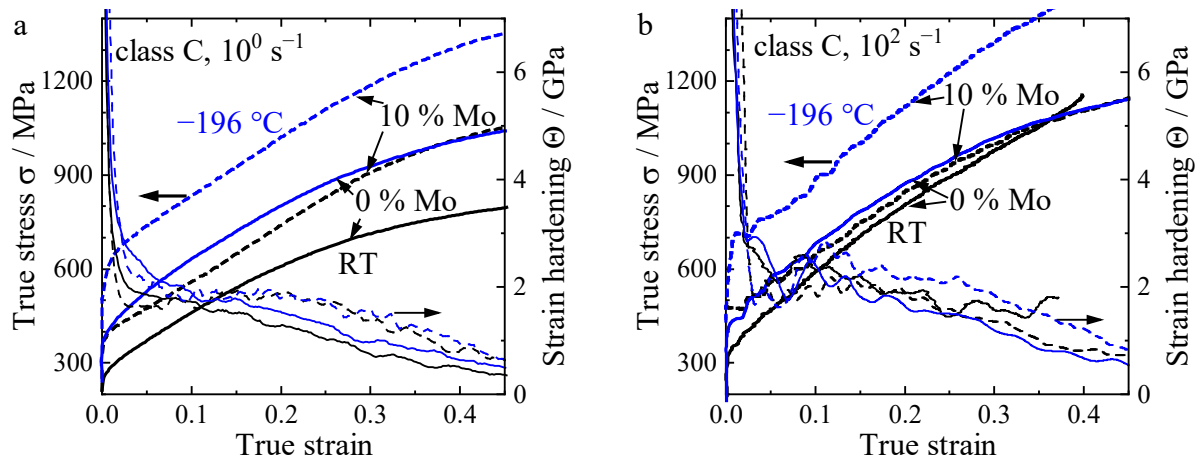 a
class C, 10⁰ s⁻¹
−196 °C
10 % Mo
0 % Mo
RT
True stress σ / MPa
300
600
900
1200
Strain hardening Θ / GPa
0
2
4
6
0.0
0.1
0.2
0.3
0.4
True strain
b
class C, 10² s⁻¹
−196 °C
10 % Mo
0 % Mo
RT
True stress σ / MPa
300
600
900
1200
Strain hardening Θ / GPa
0
2
4
6
0.0
0.1
0.2
0.3
0.4
True strain